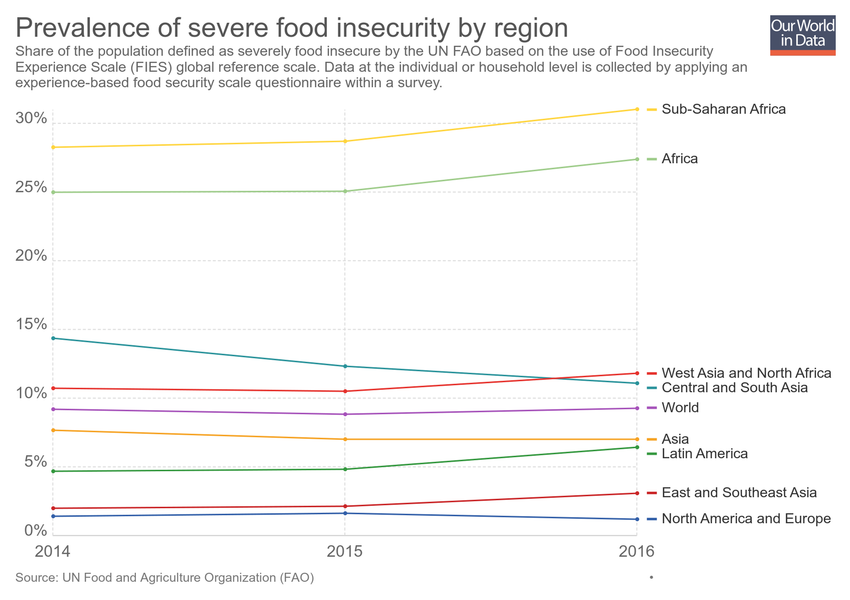 Prevalence of severe food insecurity by region
Our World
in Data
Share of the population defined as severely food insecure by the UN FAO based on the use of Food Insecurity
Experience Scale (FIES) global reference scale. Data at the individual or household level is collected by applying an
experience-based food security scale questionnaire within a survey.
30%
25%
20%
15%
10%
5%
0%
Sub-Saharan Africa
Africa
West Asia and North Africa
Central and South Asia
World
Asia
Latin America
East and Southeast Asia
North America and Europe
2014
2015
2016
Source: UN Food and Agriculture Organization (FAO)
•